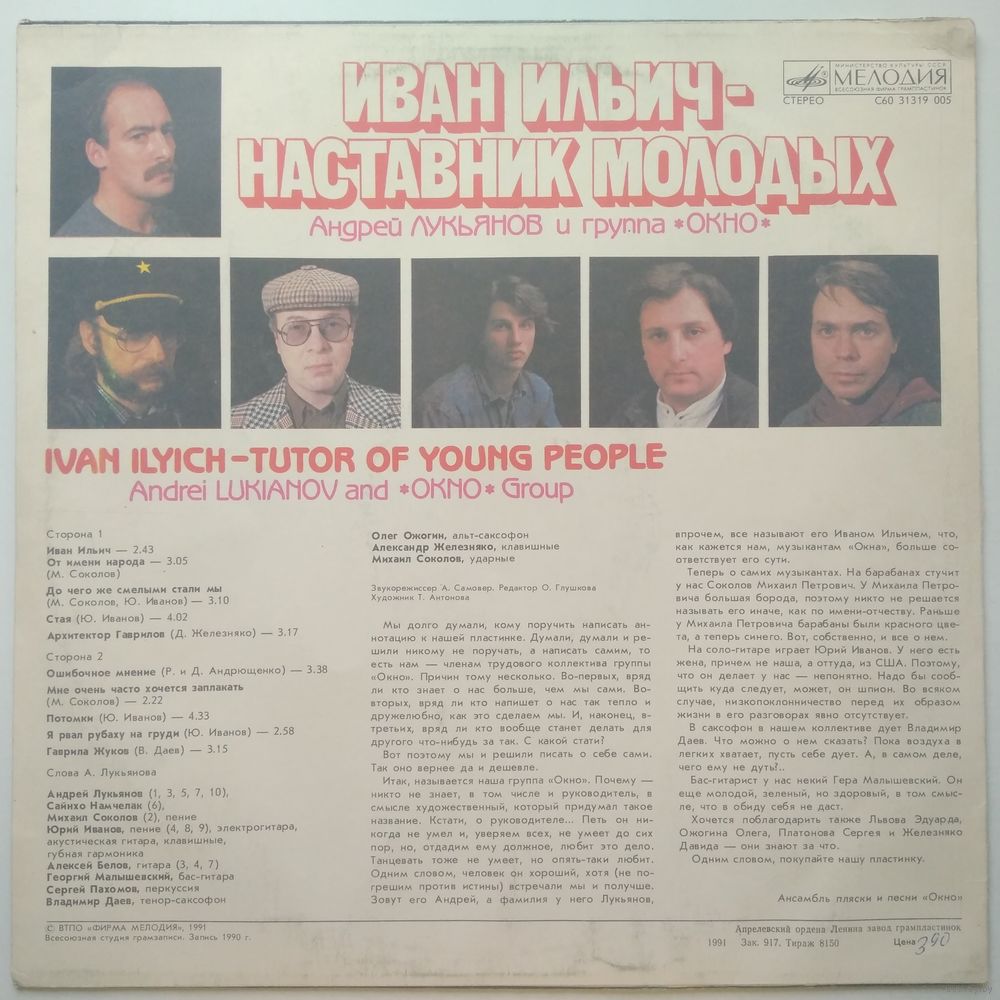 ИВАН ИЛЬИЧ -
НАСТАВНИК МОЛОДЫХ
Андрей ЛУКЬЯНОВ и группа *ОКНО*
МИНИСТЕРСТВО КУЛЬТУРЫ СССР
МЕЛОДИЯ
ВСЕСОЮЗНАЯ ФИРМА ГРАМПЛАСТИНОК
СТЕРЕО С60 31319 005
IVAN ILYICH – TUTOR OF YOUNG PEOPLE
Andrei LUKIANOV and *OKNO* Group
Сторона 1
Иван Ильич — 2.43
От имени народа — 3.05
(М. Соколов)
До чего же смелыми стали мы
(М. Соколов, Ю. Иванов) — 3.10
Стая (Ю. Иванов) — 4.02
Архитектор Гаврилов (Д. Железняко) — 3.17
Сторона 2
Ошибочное мнение (Р. и Д. Андрющенко) — 3.38
Мне очень часто хочется заплакать
(М. Соколов) — 2.22
Потомки (Ю. Иванов) — 4.33
Я рвал рубаху на груди (Ю. Иванов) — 2.58
Гаврила Жуков (В. Даев) — 3.15
Слова А. Лукьянова
Андрей Лукьянов (1, 3, 5, 7, 10),
Сайнхо Намчелак (6),
Михаил Соколов (2), пение
Юрий Иванов, пение (4, 8, 9), электрогитара,
акустическая гитара, клавишные,
губная гармоника
Алексей Белов, гитара (3, 4, 7)
Георгий Малышевский, бас-гитара
Сергей Пахомов, перкуссия
Владимир Даев, тенор-саксофон
Олег Ожогин, альт-саксофон
Александр Железняко, клавишные
Михаил Соколов, ударные
Звукорежиссер А. Самовер. Редактор О. Глушкова
Художник Т. Антонова
Мы долго думали, кому поручить написать ан-
нотацию к нашей пластинке. Думали, думали и ре-
шили никому не поручать, а написать самим, то
есть нам — членам трудового коллектива группы
«Окно». Причин тому несколько. Во-первых, вряд
ли кто знает о нас больше, чем мы сами. Во-
вторых, вряд ли кто напишет о нас так тепло и
дружелюбно, как это сделаем мы. И, наконец, в-
третьих, вряд ли кто вообще станет делать для
другого что-нибудь за так. С какой стати?
Вот поэтому мы и решили писать о себе сами.
Так оно вернее да и дешевле.
Итак, называется наша группа «Окно». Почему —
никто не знает, в том числе и руководитель, в
смысле художественный, который придумал такое
название. Кстати, о руководителе... Петь он ни-
когда не умел и, уверяем всех, не умеет до сих
пор, но, отдадим ему должное, любит это дело.
Танцевать тоже не умеет, но опять-таки любит.
Одним словом, человек он хороший, хотя (не по-
грешим против истины) встречали мы и получше.
Зовут его Андрей, а фамилия у него Лукьянов,
впрочем, все называют его Иваном Ильичем, что,
как кажется нам, музыкантам «Окна», больше со-
ответствует его сути.
Теперь о самих музыкантах. На барабанах стучит
у нас Соколов Михаил Петрович. У Михаила Петро-
вича большая борода, поэтому никто не решается
называть его иначе, как по имени-отчеству. Раньше
у Михаила Петровича барабаны были красного цве-
та, а теперь синего. Вот, собственно, и все о нем.
На соло-гитаре играет Юрий Иванов. У него есть
жена, причем не наша, а оттуда, из США. Поэтому,
что он делает у нас — непонятно. Надо бы сооб-
щить куда следует, может, он шпион. Во всяком
случае, низкопоклонничество перед их образом
жизни в его разговорах явно отсутствует.
В саксофон в нашем коллективе дует Владимир
Даев. Что можно о нем сказать? Пока воздуха в
легких хватает, пусть себе дует. А, в самом деле,
чего ему не дуть?..
Бас-гитарист у нас некий Гера Малышевский. Он
еще молодой, зеленый, но здоровый, в том смыс-
ле, что в обиду себя не даст.
Хочется поблагодарить также Львова Эдуарда,
Ожогина Олега, Платонова Сергея и Железняко
Давида — они знают за что.
Одним словом, покупайте нашу пластинку.
Ансамбль пляски и песни «Окно»
© ВТПО «ФИРМА МЕЛОДИЯ», 1991
Всесоюзная студия грамзаписи. Запись 1990 г.
Апрелевский ордена Ленина завод грампластинок
1991 Зак. 917. Тираж 8150 Цена 390